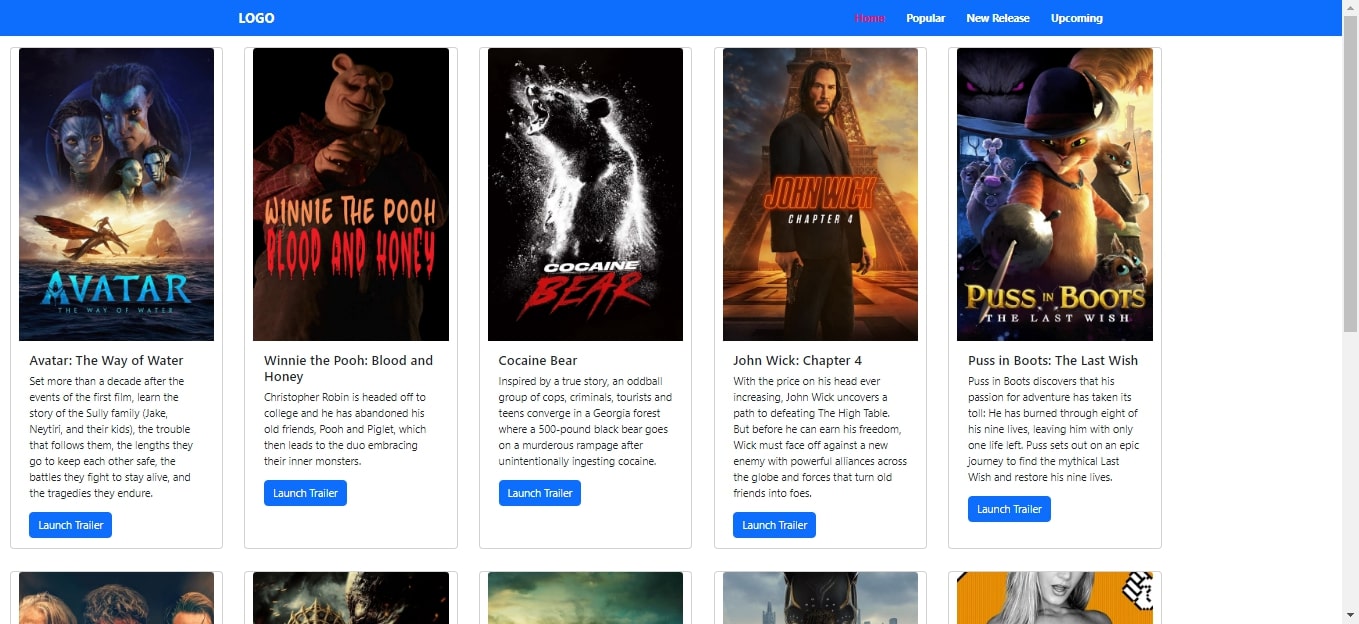 LOGO
Home
Popular
New Release
Upcoming
AVATAR
THE WAY OF WATER
WINNIE THE POOH
BLOOD AND HONEY
COCAINE
BEAR
JOHN WICK
CHAPTER 4
PUSS IN BOOTS
THE LAST WISH
Avatar: The Way of Water
Set more than a decade after the
events of the first film, learn the
story of the Sully family (Jake,
Neytiri, and their kids), the trouble
that follows them, the lengths they
go to keep each other safe, the
battles they fight to stay alive, and
the tragedies they endure.
Launch Trailer
Winnie the Pooh: Blood and
Honey
Christopher Robin is headed off to
college and he has abandoned his
old friends, Pooh and Piglet, which
then leads to the duo embracing
their inner monsters.
Launch Trailer
Cocaine Bear
Inspired by a true story, an oddball
group of cops, criminals, tourists and
teens converge in a Georgia forest
where a 500-pound black bear goes
on a murderous rampage after
unintentionally ingesting cocaine.
Launch Trailer
John Wick: Chapter 4
With the price on his head ever
increasing, John Wick uncovers a
path to defeating The High Table.
But before he can earn his freedom,
Wick must face off against a new
enemy with powerful alliances across
the globe and forces that turn old
friends into foes.
Launch Trailer
Puss in Boots: The Last Wish
Puss in Boots discovers that his
passion for adventure has taken its
toll: He has burned through eight of
his nine lives, leaving him with only
one life left. Puss sets out on an epic
journey to find the mythical Last
Wish and restore his nine lives.
Launch Trailer